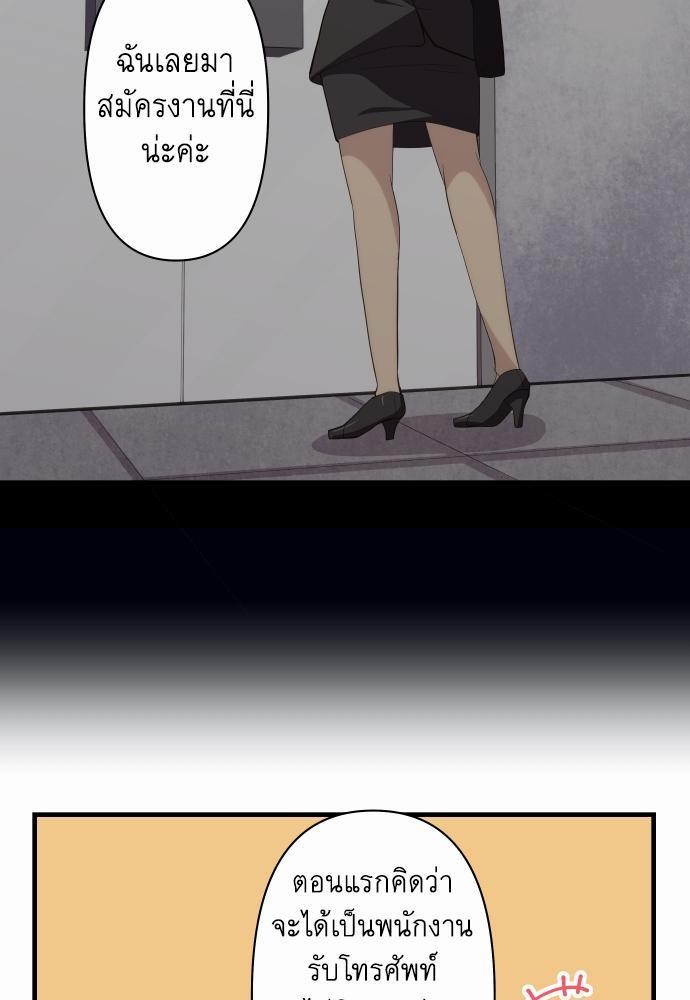 ฉันเลยมา
สมัครงานที่นี่
น่ะค่ะ
ตอนแรกคิดว่า
จะได้เป็นพนักงาน
รับโทรศัพท์